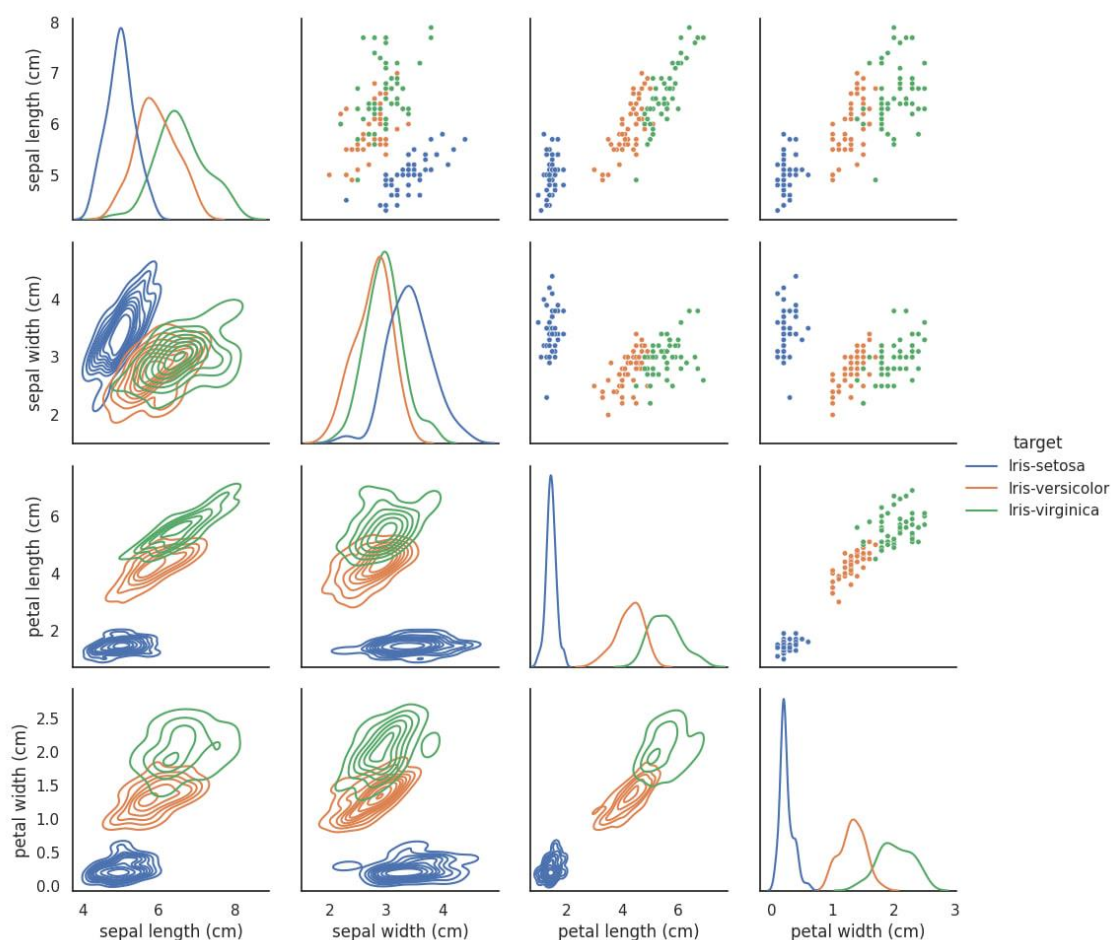 8
7
6
5
sepal length (cm)
4
3
2
sepal width (cm)
target
Iris-setosa
Iris-versicolor
Iris-virginica
6
4
2
petal length (cm)
2.5
2.0
1.5
1.0
0.5
0.0
petal width (cm)
4 6 8
2 3 4
2 4 6
0 1 2 3
sepal length (cm)
sepal width (cm)
petal length (cm)
petal width (cm)